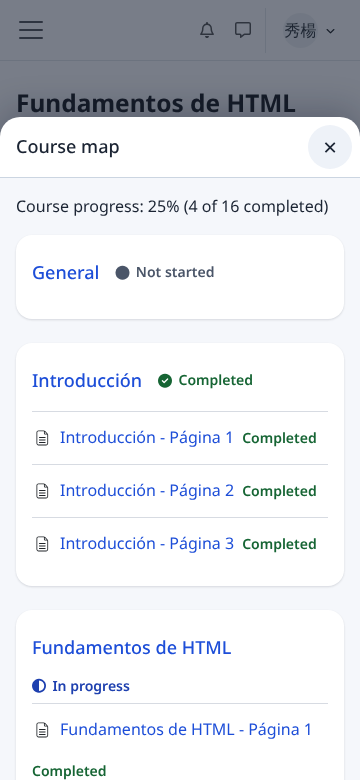 秀楊
Fundamentos de HTML
Course map
Course progress: 25% (4 of 16 completed)
General Not started
Introducción Completed
Introducción - Página 1 Completed
Introducción - Página 2 Completed
Introducción - Página 3 Completed
Fundamentos de HTML
In progress
Fundamentos de HTML - Página 1
Completed